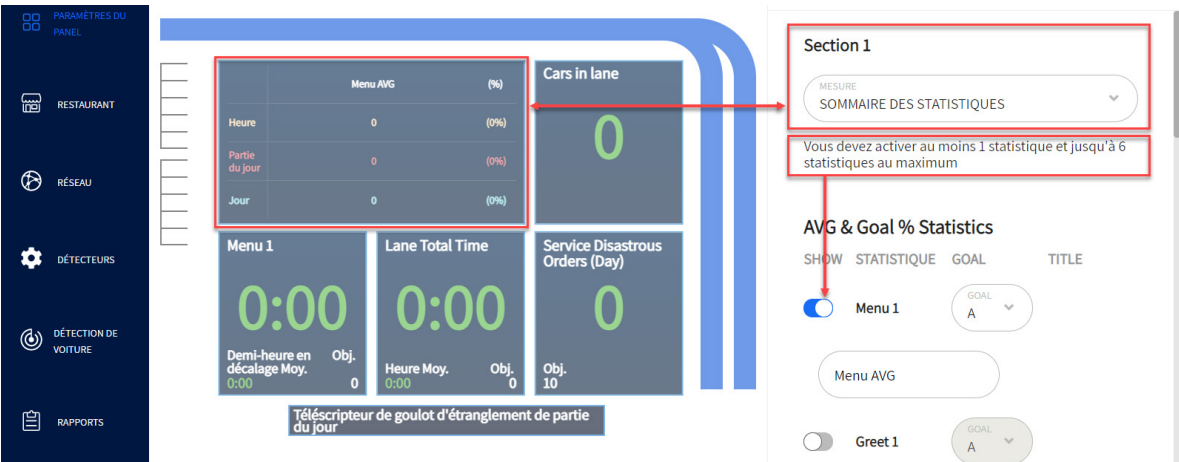 PARAMÈTRES DU
PANEL
RESTAURANT
RÉSEAU
DÉTECTEURS
DÉTECTION DE
VOITURE
RAPPORTS
Menu AVG (%)
Heure 0 (0%)
Partie
du jour 0 (0%)
Jour 0 (0%)
Cars in lane
0
Menu 1
0:00
Demi-heure en Obj.
décalage Moy.
0:00 0
Lane Total Time
0:00
Heure Moy. Obj.
0:00 0
Service Disastrous
Orders (Day)
0
Obj.
10
Téléscripteur de goulot d'étranglement de partie
du jour
Section 1
MESURE
SOMMAIRE DES STATISTIQUES
Vous devez activer au moins 1 statistique et jusqu'à 6
statistiques au maximum
AVG & Goal % Statistics
SHOW STATISTIQUE GOAL TITLE
Menu 1
GOAL
A
Menu AVG
Greet 1
GOAL
A